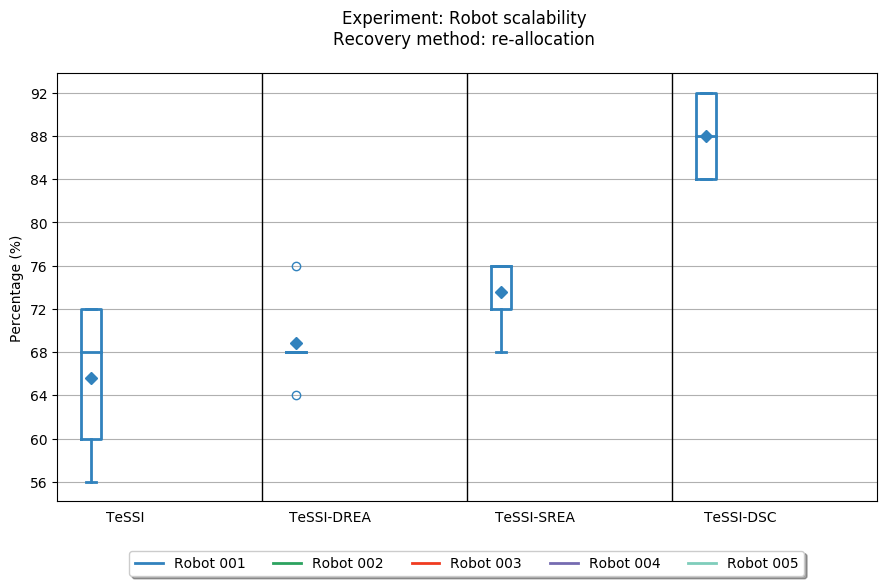 Experiment: Robot scalability
Recovery method: re-allocation
Percentage (%)
92
88
84
80
76
72
68
64
60
56
TeSSI TeSSI-DREA TeSSI-SREA TeSSI-DSC
Robot 001 Robot 002 Robot 003 Robot 004 Robot 005